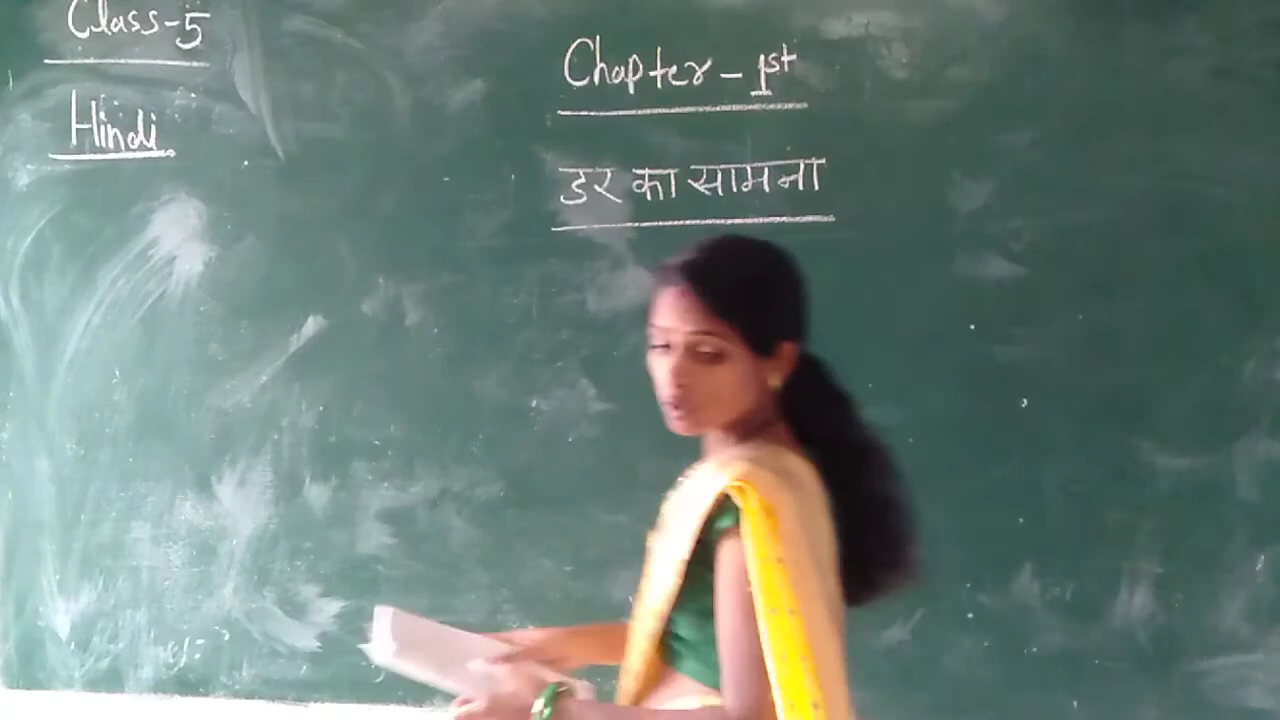 Class-5
Hindi
Chapter - 1st
डर का सामना